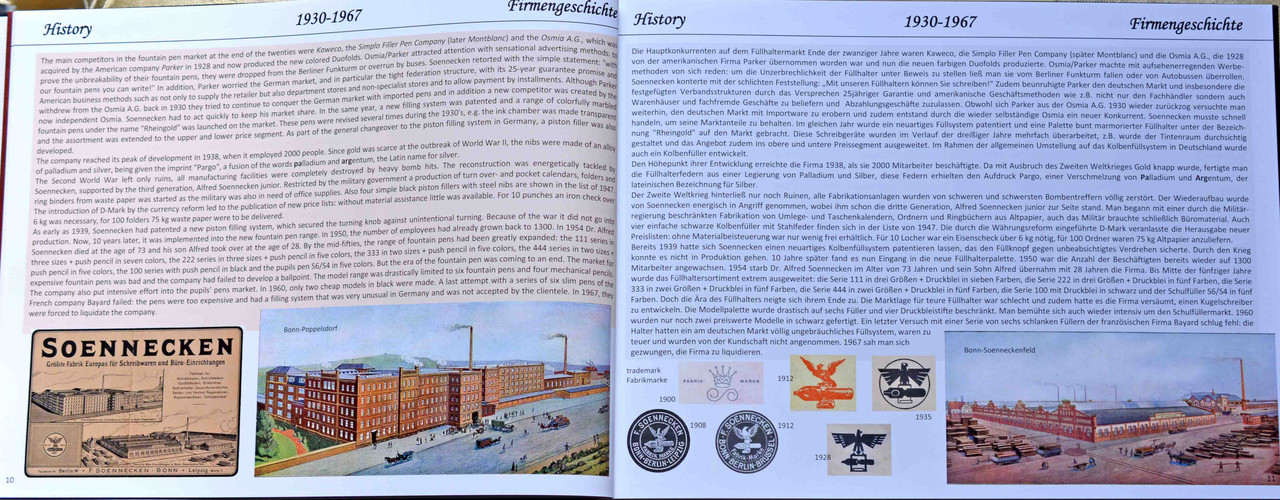 History
1930-1967
Firmengeschichte
The main competitors in the fountain pen market at the end of the twenties were Kaweco, the Simplo Filler Pen Company (later Montblanc) and the Osmia A.G., which was
acquired by the American company Parker in 1928 and now produced the new colored Duofolds. Osmia/Parker attracted attention with sensational advertising methods: to
prove the unbreakability of their fountain pens, they were dropped from the Berliner Funkturm or overrun by buses. Soennecken retorted with the simple statement: "with
our fountain pens you can write!" In addition, Parker worried the German market, and in particular the tight federation structure, with its 25-year guarantee promise and
American business methods such as not only to supply the retailer but also department stores and non-specialist stores and to allow payment by installments. Although Parker
withdrew from the Osmia A.G. back in 1930 they tried to continue to conquer the German market with imported pens and in addition a new competitor was created by the
now independent Osmia. Soennecken had to act quickly to keep his market share. In the same year, a new filling system was patented and a range of colorfully marbled
fountain pens under the name "Rheingold" was launched on the market. These pens were revised several times during the 1930's, e.g. the ink chamber was made transparent
and the assortment was extended to the upper and lower price segment. As part of the general changeover to the piston filling system in Germany, a piston filler was also
developed.
The company reached its peak of development in 1938, when it employed 2000 people. Since gold was scarce at the outbreak of World War II, the nibs were made of an alloy
of palladium and silver, being given the imprint "Pargo", a fusion of the words palladium and argentum, the Latin name for silver.
The Second World War left only ruins, all manufacturing facilities were completely destroyed by heavy bomb hits. The reconstruction was energetically tackled by
Soennecken, supported by the third generation, Alfred Soennecken junior. Restricted by the military government a production of turn over- and pocket calendars, folders and
ring binders from waste paper was started as the military was also in need of office supplies. Also four simple black piston fillers with steel nibs are shown in the list of 1947.
The introduction of D-Mark by the currency reform led to the publication of new price lists: without material assistance little was available. For 10 punches an iron check over
6 kg was necessary, for 100 folders 75 kg waste paper were to be delivered.
As early as 1939, Soennecken had patented a new piston filling system, which secured the turning knob against unintentional turning. Because of the war it did not go into
production. Now, 10 years later, it was implemented into the new fountain pen range. In 1950, the number of employees had already grown back to 1300. In 1954 Dr. Alfred
Soennecken died at the age of 73 and his son Alfred took over at the age of 28. By the mid-fifties, the range of fountain pens had been greatly expanded: the 111 series in
three sizes + push pencil in seven colors, the 222 series in three sizes + push pencil in five colors, the 333 in two sizes + push pencil in five colors, the 444 series in two sizes +
push pencil in five colors, the 100 series with push pencil in black and the pupils pen 56/54 in five colors. But the era of the fountain pen was coming to an end. The market for
expensive fountain pens was bad and the company had failed to develop a ballpoint. The model range was drastically limited to six fountain pens and four mechanical pencils.
The company also put intensive effort into the pupils' pens market. In 1960, only two cheap models in black were made. A last attempt with a series of six slim pens of the
French company Bayard failed: the pens were too expensive and had a filling system that was very unusual in Germany and was not accepted by the clientele. In 1967, they
were forced to liquidate the company.
SOENNECKEN
Größte Fabrik Europas für Schreibwaren und Büro-Einrichtungen
Berlin W. • F. SOENNECKEN · BONN • Leipzig
Bonn-Poppelsdorf
10
History
1930-1967
Firmengeschichte
Die Hauptkonkurrenten auf dem Füllhaltermarkt Ende der zwanziger Jahre waren Kaweco, die Simplo Filler Pen Company (später Montblanc) und die Osmia A.G., die 1928
von der amerikanischen Firma Parker übernommen worden war und nun die neuen farbigen Duofolds produzierte. Osmia/Parker machte mit aufsehenerregenden Werbe-
methoden von sich reden: um die Unzerbrechlichkeit der Füllhalter unter Beweis zu stellen ließ man sie vom Berliner Funkturm fallen oder von Autobussen überrollen.
Soennecken konterte mit der schlichten Feststellung: „Mit unseren Füllhaltern können Sie schreiben!" Zudem beunruhigte Parker den deutschen Markt und insbesondere die
festgefügten Verbandsstrukturen durch das Versprechen 25jähriger Garantie und amerikanische Geschäftsmethoden wie z.B. nicht nur den Fachhändler sondern auch
Warenhäuser und fachfremde Geschäfte zu beliefern und Abzahlungsgeschäfte zuzulassen. Obwohl sich Parker aus der Osmia A.G. 1930 wieder zurückzog versuchte man
weiterhin, den deutschen Markt mit Importware zu erobern und zudem entstand durch die wieder selbständige Osmia ein neuer Konkurrent. Soennecken musste schnell
handeln, um seine Marktanteile zu behalten. Im gleichen Jahr wurde ein neuartiges Füllsystem patentiert und eine Palette bunt marmorierter Füllhalter unter der Bezeich-
nung "Rheingold" auf den Markt gebracht. Diese Schreibgeräte wurden im Verlauf der dreißiger Jahre mehrfach überarbeitet, z.B. wurde der Tintenraum durchsichtig
gestaltet und das Angebot zudem ins obere und untere Preissegment ausgeweitet. Im Rahmen der allgemeinen Umstellung auf das Kolbenfüllsystem in Deutschland wurde
auch ein Kolbenfüller entwickelt.
Den Höhepunkt ihrer Entwicklung erreichte die Firma 1938, als sie 2000 Mitarbeiter beschäftigte. Da mit Ausbruch des Zweiten Weltkrieges Gold knapp wurde, fertigte man
die Füllhalterfedern aus einer Legierung von Palladium und Silber, diese Federn erhielten den Aufdruck Pargo, einer Verschmelzung von Palladium und Argentum, der
lateinischen Bezeichnung für Silber.
Der Zweite Weltkrieg hinterließ nur noch Ruinen, alle Fabrikationsanlagen wurden von schweren und schwersten Bombentreffern völlig zerstört. Der Wiederaufbau wurde
von Soennecken energisch in Angriff genommen, wobei ihm schon die dritte Generation, Alfred Soennecken junior zur Seite stand. Man begann mit einer durch die Militär-
regierung beschränkten Fabrikation von Umlege- und Taschenkalendern, Ordnern und Ringbüchern aus Altpapier, auch das Militär brauchte schließlich Büromaterial. Auch
vier einfache schwarze Kolbenfüller mit Stahlfeder finden sich in der Liste von 1947. Die durch die Währungsreform eingeführte D-Mark veranlasste die Herausgabe neuer
Preislisten: ohne Materialbeisteuerung war nur wenig frei erhältlich. Für 10 Locher war ein Eisenscheck über 6 kg nötig, für 100 Ordner waren 75 kg Altpapier anzuliefern.
Bereits 1939 hatte sich Soennecken einen neuartiges Kolbenfüllsystem patentieren lassen, das den Füllknopf gegen unbeabsichtigtes Verdrehen sicherte. Durch den Krieg
konnte es nicht in Produktion gehen. 10 Jahre später fand es nun Eingang in die neue Füllhalterpalette. 1950 war die Anzahl der Beschäftigten bereits wieder auf 1300
Mitarbeiter angewachsen. 1954 starb Dr. Alfred Soennecken im Alter von 73 Jahren und sein Sohn Alfred übernahm mit 28 Jahren die Firma. Bis Mitte der fünfziger Jahre
wurde das Füllhaltersortiment extrem ausgeweitet: die Serie 111 in drei Größen + Druckblei in sieben Farben, die Serie 222 in drei Größen + Druckblei in fünf Farben, die Serie
333 in zwei Größen + Druckblei in fünf Farben, die Serie 444 in zwei Größen + Druckblei in fünf Farben, die Serie 100 mit Druckblei in schwarz und der Schulfüller 56/54 in fünf
Farben. Doch die Ära des Füllhalters neigte sich ihrem Ende zu. Die Marktlage für teure Füllhalter war schlecht und zudem hatte es die Firma versäumt, einen Kugelschreiber
zu entwickeln. Die Modellpalette wurde drastisch auf sechs Füller und vier Druckbleistifte beschränkt. Man bemühte sich auch wieder intensiv um den Schulfüllermarkt. 1960
wurden nur noch zwei preiswerte Modelle in schwarz gefertigt. Ein letzter Versuch mit einer Serie von sechs schlanken Füllern der französischen Firma Bayard schlug fehl: die
Halter hatten ein am deutschen Markt völlig ungebräuchliches Füllsystem, waren zu
teuer und wurden von der Kundschaft nicht angenommen. 1967 sah man sich
gezwungen, die Firma zu liquidieren.
trademark
Fabrikmarke
FABRIK MARKE
1900
1912
1935
F. SOENNECKEN
BONN-BERLIN-LEIPZIG
1908
F. SOENNECKEN
Fabrik-Marke
BONN-BERLIN-BRÜSSEL
1912
1928
Bonn-Soenneckenfeld
11